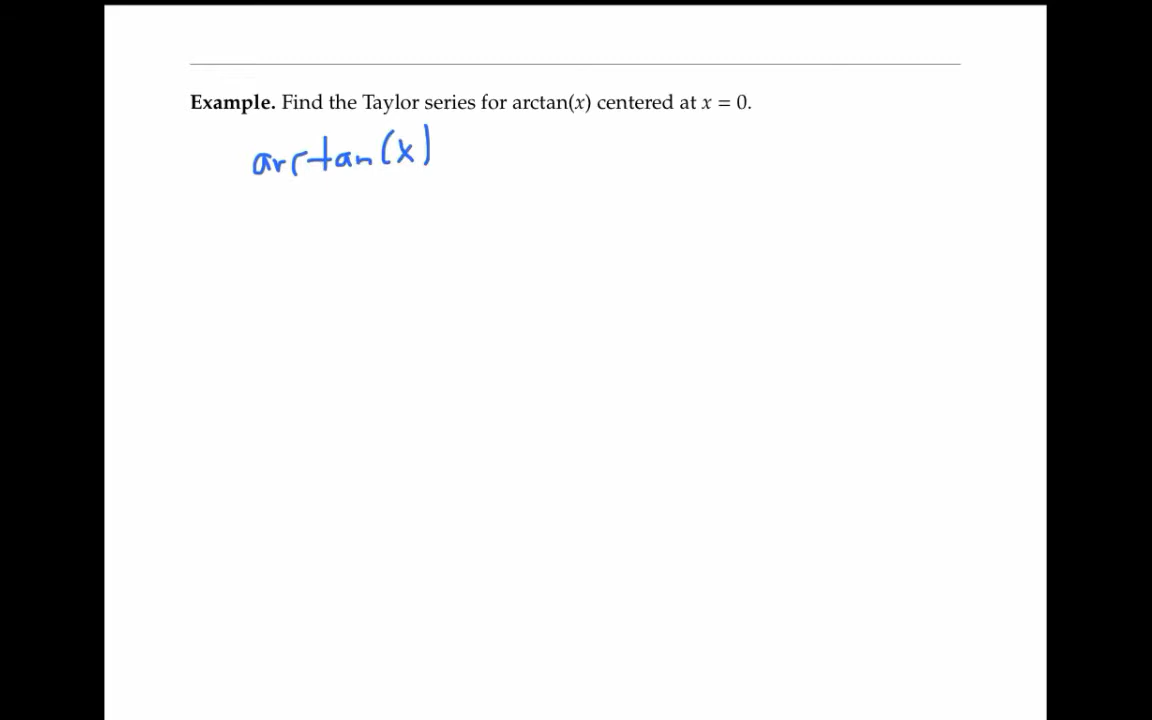 Example. Find the Taylor series for arctan(x) centered at x = 0.
arctan(x)